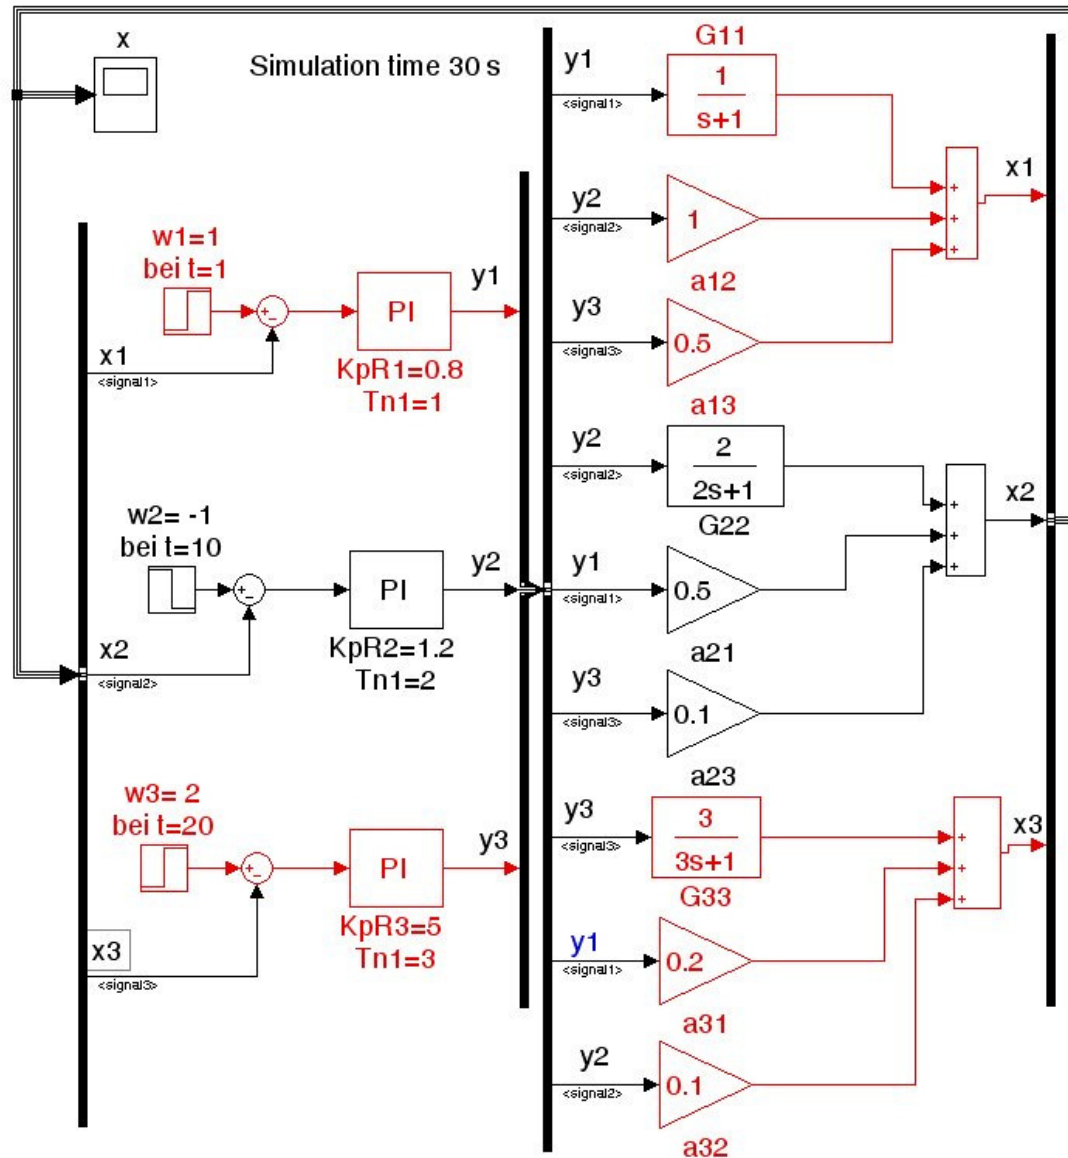 x
Simulation time 30 s
w1=1
bei t=1
+
-
PI
y1
KpR1=0.8
Tn1=1
x1
<signal1>
w2= -1
bei t=10
+
-
PI
y2
KpR2=1.2
Tn1=2
x2
<signal2>
w3= 2
bei t=20
+
-
PI
y3
KpR3=5
Tn1=3
x3
<signal3>
y1
<signal1>
G11
1
s+1
y2
<signal2>
1
a12
y3
<signal3>
0.5
a13
+
+
+
x1
y2
<signal2>
2
2s+1
G22
y1
<signal1>
0.5
a21
y3
<signal3>
0.1
a23
+
+
+
x2
y3
<signal3>
3
3s+1
G33
y1
<signal1>
0.2
a31
y2
<signal2>
0.1
a32
+
+
+
x3